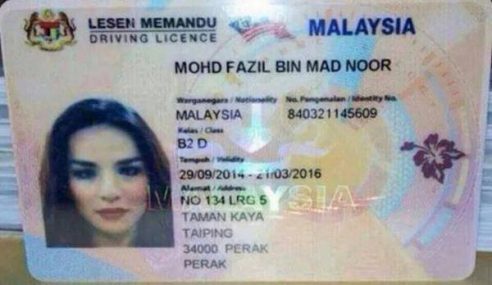 LESEN MEMANDU
DRIVING LICENCE
MALAYSIA
MOHD FAZIL BIN MAD NOOR
Warganegara / Nationality No. Pengenalan / Identity No.
MALAYSIA 840321145609
Kelas / Class
B2 D
Tempoh / Validity
29/09/2014 - 21/03/2016
Alamat / Address
MALAYSIA
NO 134 LRG 5
TAMAN KAYA
TAIPING
34000 PERAK
PERAK